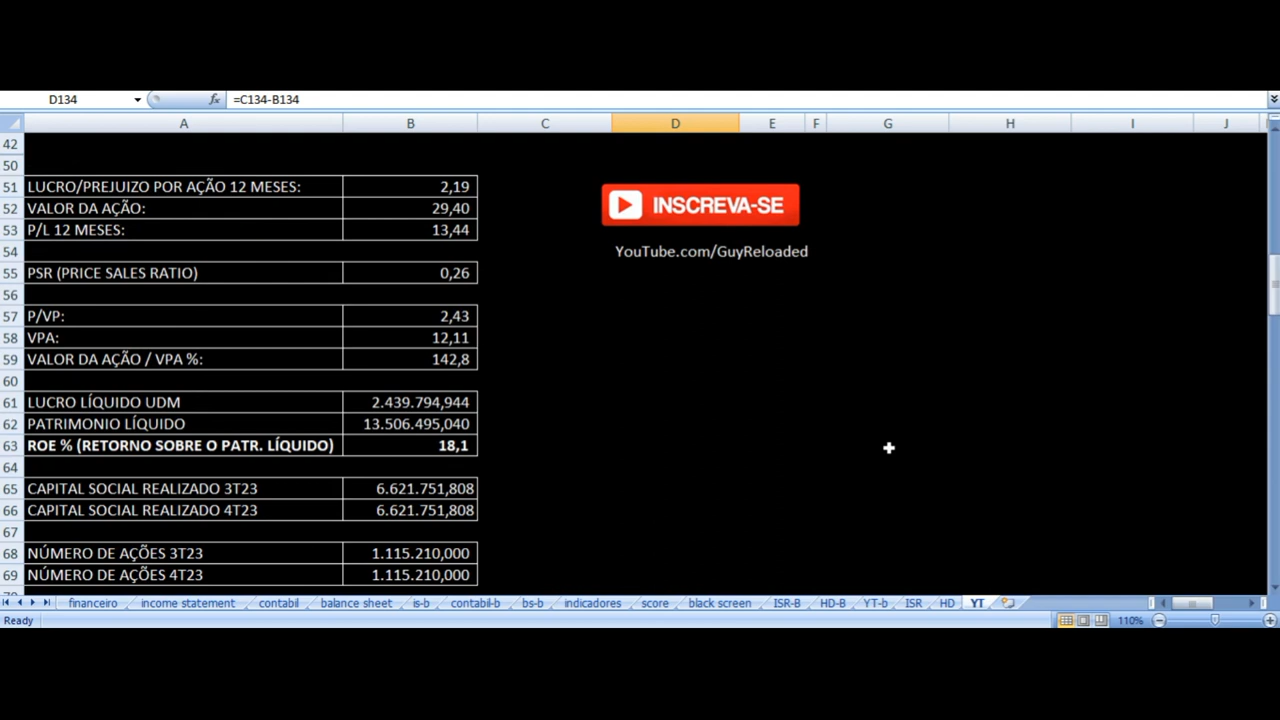 D134 fx =C134-B134
A B C D E F G H I J
42
50
51 LUCRO/PREJUIZO POR AÇÃO 12 MESES: 2,19
52 VALOR DA AÇÃO: 29,40
53 P/L 12 MESES: 13,44
54
55 PSR (PRICE SALES RATIO) 0,26
56
57 P/VP: 2,43
58 VPA: 12,11
59 VALOR DA AÇÃO / VPA %: 142,8
60
61 LUCRO LÍQUIDO UDM 2.439.794,944
62 PATRIMONIO LÍQUIDO 13.506.495,040
63 ROE % (RETORNO SOBRE O PATR. LÍQUIDO) 18,1
64
65 CAPITAL SOCIAL REALIZADO 3T23 6.621.751,808
66 CAPITAL SOCIAL REALIZADO 4T23 6.621.751,808
67
68 NÚMERO DE AÇÕES 3T23 1.115.210,000
69 NÚMERO DE AÇÕES 4T23 1.115.210,000
INSCREVA-SE
YouTube.com/GuyReloaded
financeiro income statement contabil balance sheet is-b contabil-b bs-b indicadores score black screen ISR-B HD-B YT-b ISR HD YT
Ready 110%